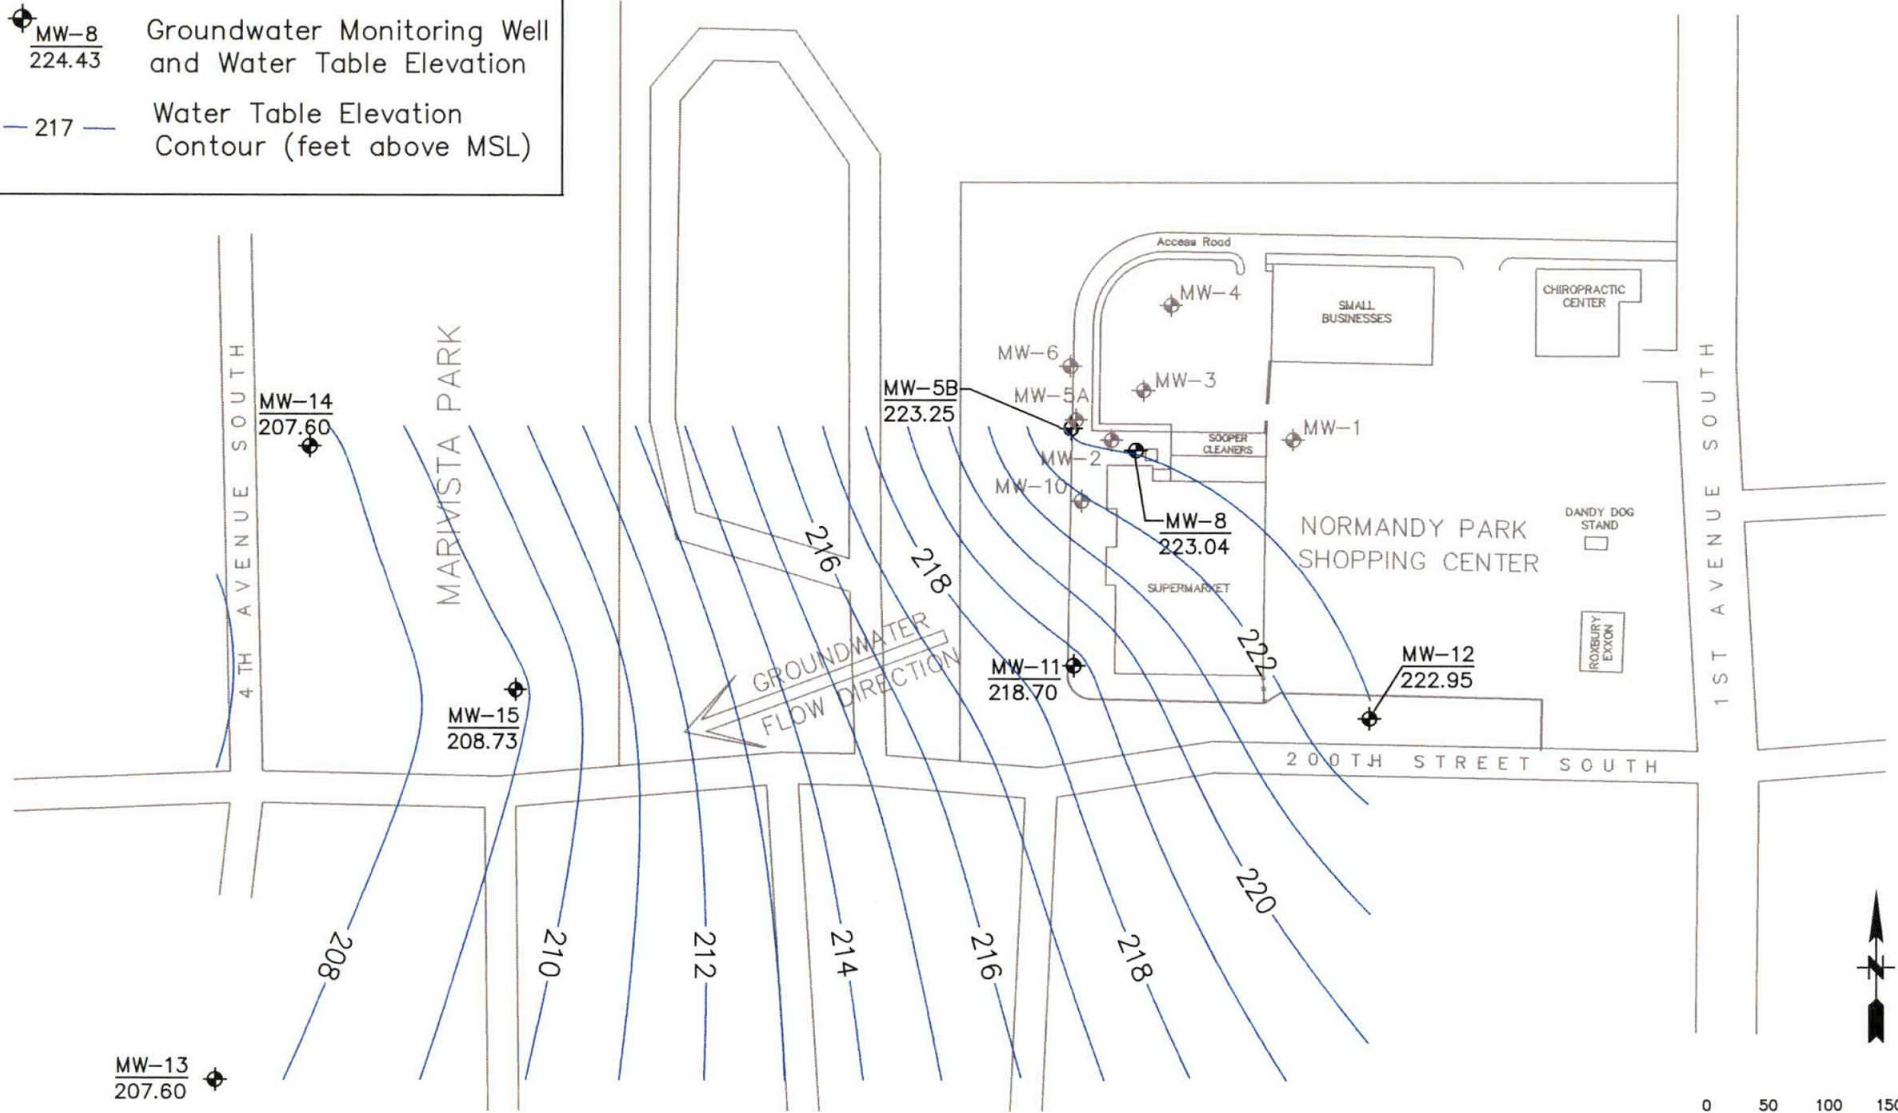 MW-8
224.43
Groundwater Monitoring Well
and Water Table Elevation
217
Water Table Elevation
Contour (feet above MSL)
Access Road
MW-4
SMALL
BUSINESSES
CHIROPRACTIC
CENTER
MW-6
MW-3
MW-5A
MW-5B
223.25
MW-14
207.60
MW-1
SOOPER
CLEANERS
MW-2
MW-10
MW-8
223.04
NORMANDY PARK
SHOPPING CENTER
DANDY DOG
STAND
SUPERMARKET
ROXBURY
EXXON
4TH AVENUE SOUTH
MARIVISTA PARK
1ST AVENUE SOUTH
216
218
222
GROUNDWATER
FLOW DIRECTION
MW-11
218.70
MW-12
222.95
MW-15
208.73
200TH STREET SOUTH
220
208
210
212
214
216
218
N
MW-13
207.60
0 50 100 150